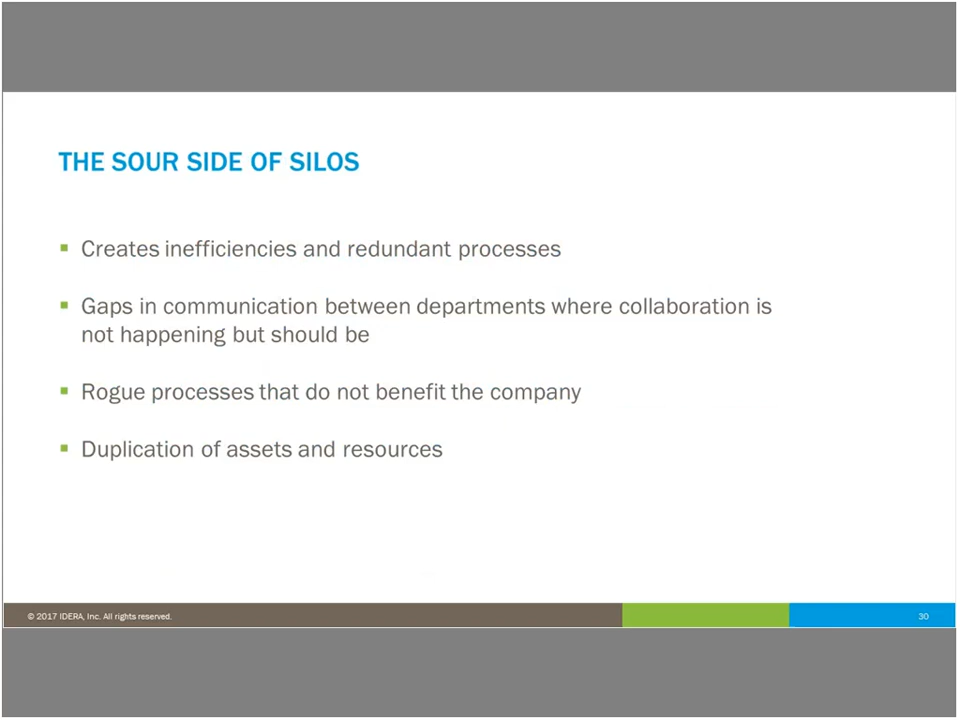 THE SOUR SIDE OF SILOS
Creates inefficiencies and redundant processes
Gaps in communication between departments where collaboration is
not happening but should be
Rogue processes that do not benefit the company
Duplication of assets and resources
© 2017 IDERA, Inc. All rights reserved.
30